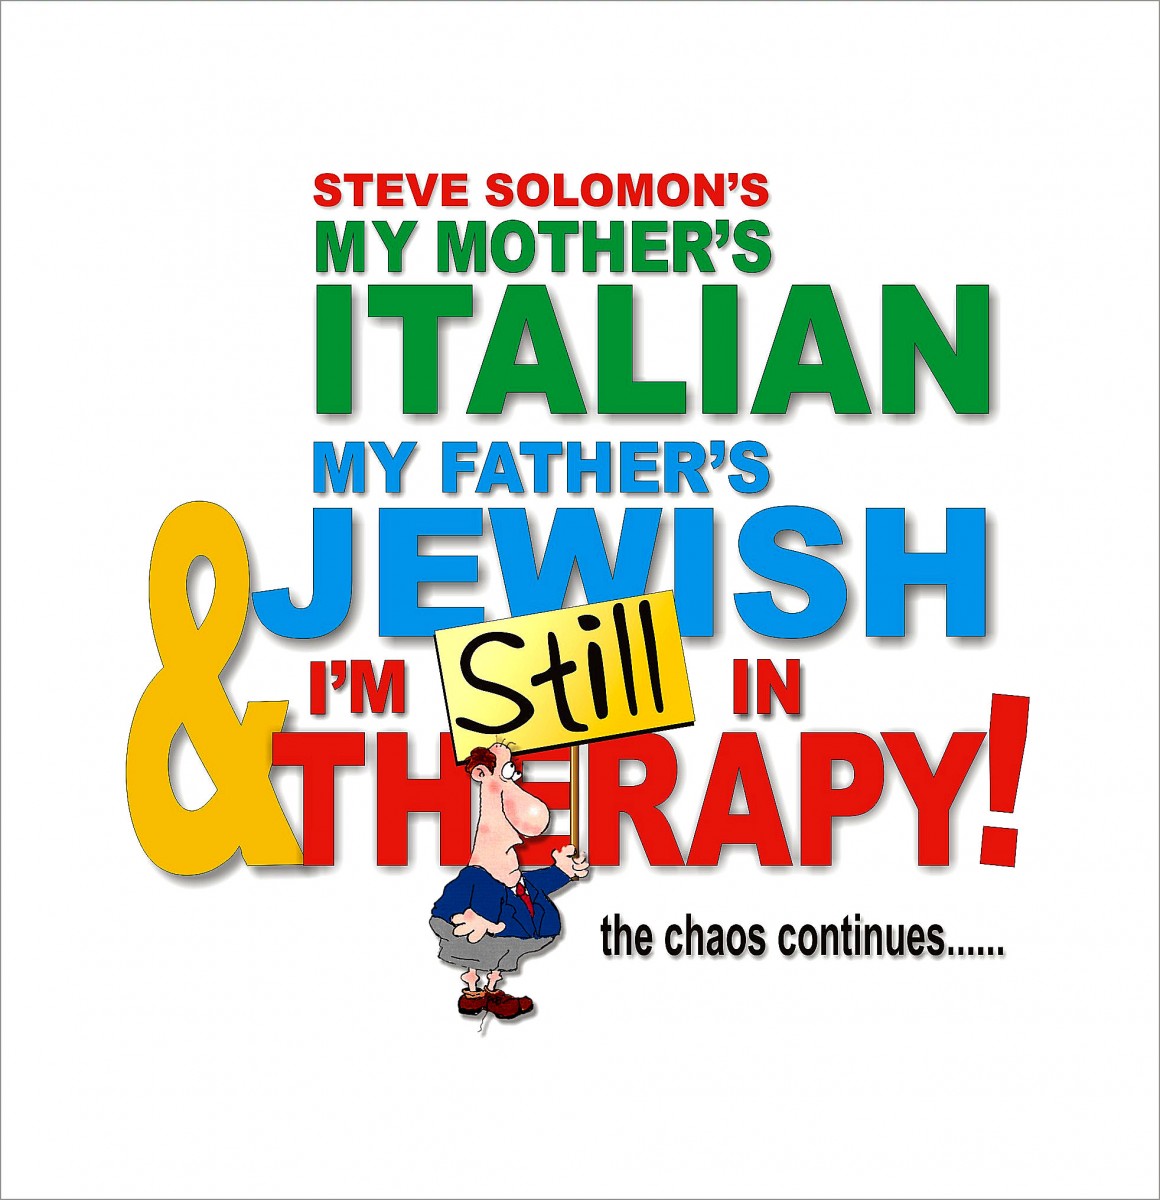 STEVE SOLOMON'S
MY MOTHER'S
ITALIAN
MY FATHER'S
JEWISH
& I'M Still IN
THERAPY!
the chaos continues......